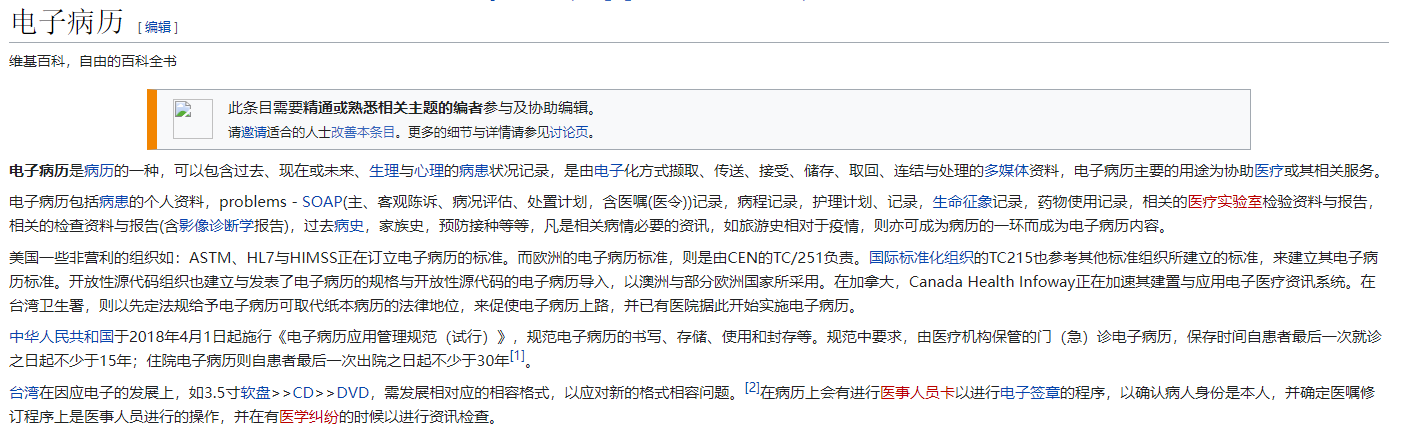 电子病历 [ 编辑 ]
维基百科，自由的百科全书
此条目需要精通或熟悉相关主题的编者参与及协助编辑。
请邀请适合的人士改善本条目。更多的细节与详情请参见讨论页。
电子病历是病历的一种，可以包含过去、现在或未来、生理与心理的病患状况记录，是由电子化方式撷取、传送、接受、储存、取回、连结与处理的多媒体资料，电子病历主要的用途为协助医疗或其相关服务。
电子病历包括病患的个人资料，problems - SOAP(主、客观陈诉、病况评估、处置计划，含医嘱(医令))记录，病程记录，护理计划、记录，生命征象记录，药物使用记录，相关的医疗实验室检验资料与报告，
相关的检查资料与报告(含影像诊断学报告)，过去病史，家族史，预防接种等等，凡是相关病情必要的资讯，如旅游史相对于疫情，则亦可成为病历的一环而成为电子病历内容。
美国一些非营利的组织如：ASTM、HL7与HIMSS正在订立电子病历的标准。而欧洲的电子病历标准，则是由CEN的TC/251负责。国际标准化组织的TC215也参考其他标准组织所建立的标准，来建立其电子病
历标准。开放性源代码组织也建立与发表了电子病历的规格与开放性源代码的电子病历导入，以澳洲与部分欧洲国家所采用。在加拿大，Canada Health Infoway正在加速其建置与应用电子医疗资讯系统。在
台湾卫生署，则以先定法规给予电子病历可取代纸本病历的法律地位，来促使电子病历上路，并已有医院据此开始实施电子病历。
中华人民共和国于2018年4月1日起施行《电子病历应用管理规范（试行）》，规范电子病历的书写、存储、使用和封存等。规范中要求，由医疗机构保管的门（急）诊电子病历，保存时间自患者最后一次就诊
之日起不少于15年；住院电子病历则自患者最后一次出院之日起不少于30年[1]。
台湾在因应电子的发展上，如3.5寸软盘>>CD>>DVD，需发展相对应的相容格式，以应对新的格式相容问题。[2]在病历上会有进行医事人员卡以进行电子签章的程序，以确认病人身份是本人，并确定医嘱修
订程序上是医事人员进行的操作，并在有医学纠纷的时候以进行资讯检查。